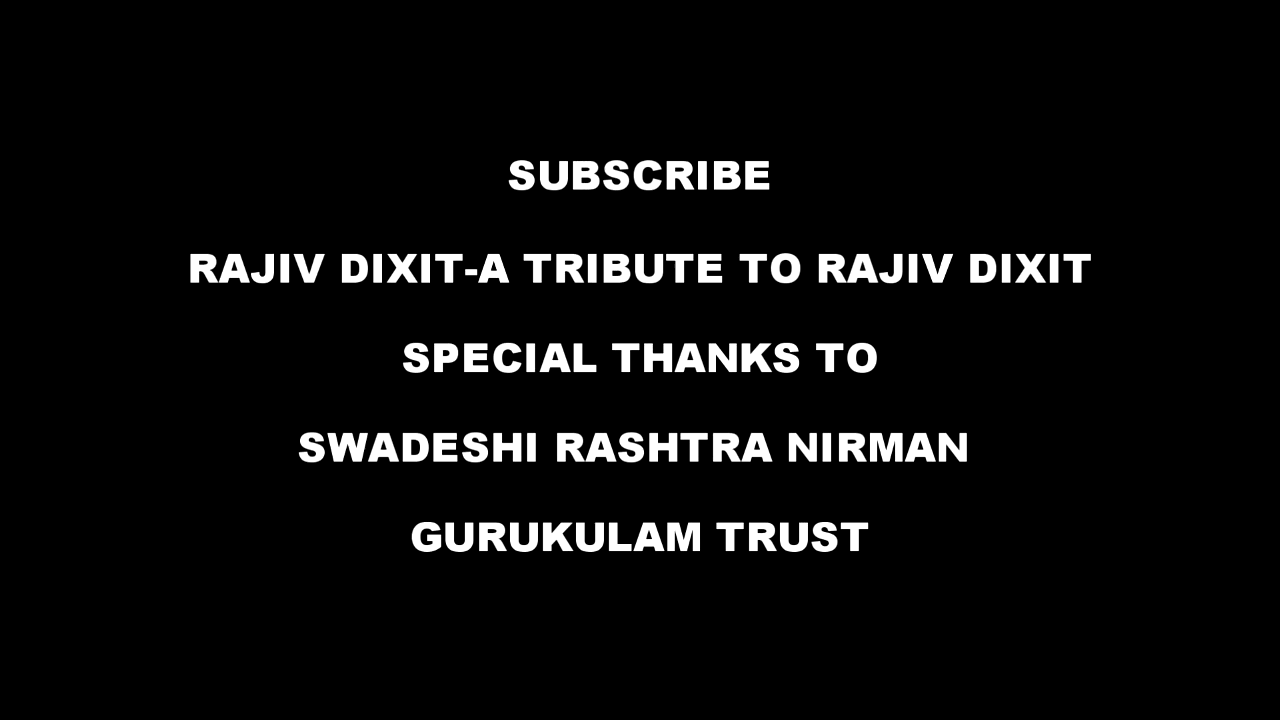 SUBSCRIBE
RAJIV DIXIT-A TRIBUTE TO RAJIV DIXIT
SPECIAL THANKS TO
SWADESHI RASHTRA NIRMAN
GURUKULAM TRUST